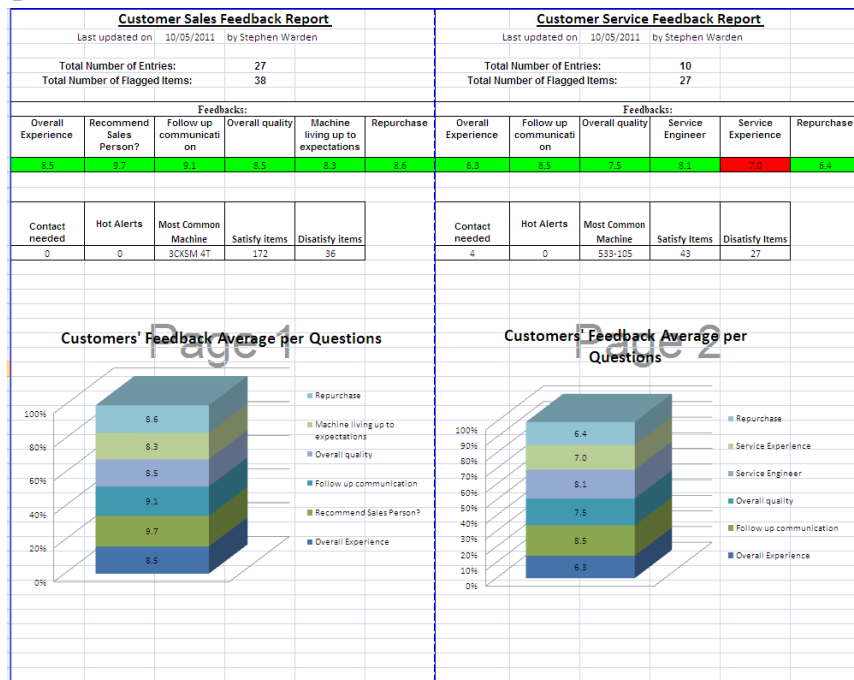 Customer Sales Feedback Report
Last updated on 10/05/2011 by Stephen Warden
Total Number of Entries: 27
Total Number of Flagged Items: 38
Feedbacks:
Overall Experience
Recommend Sales Person?
Follow up communicati on
Overall quality
Machine living up to expectations
Repurchase
8.5 9.7 9.1 8.5 8.3 8.6
Contact needed
Hot Alerts
Most Common Machine
Satisfy items
Disatisfy items
0 0 3CXSM 4T 172 36
Page 1
Customers' Feedback Average per Questions
100%
80%
60%
40%
20%
0%
8.6
8.3
8.5
9.1
9.7
8.5
Repurchase
Machine living up to
expectations
Overall quality
Follow up communication
Recommend Sales Person?
Overall Experience
Customer Service Feedback Report
Last updated on 10/05/2011 by Stephen Warden
Total Number of Entries: 10
Total Number of Flagged Items: 27
Feedbacks:
Overall Experience
Follow up communicati on
Overall quality
Service Engineer
Service Experience
Repurchase
6.3 8.5 7.5 8.1 7.0 6.4
Contact needed
Hot Alerts
Most Common Machine
Satisfy Items
Disatisfy Items
4 0 533-105 43 27
Page 2
Customers' Feedback Average per
Questions
100%
90%
80%
70%
60%
50%
40%
30%
20%
10%
0%
6.4
7.0
8.1
7.5
8.5
6.3
Repurchase
Service Experience
Service Engineer
Overall quality
Follow up communication
Overall Experience